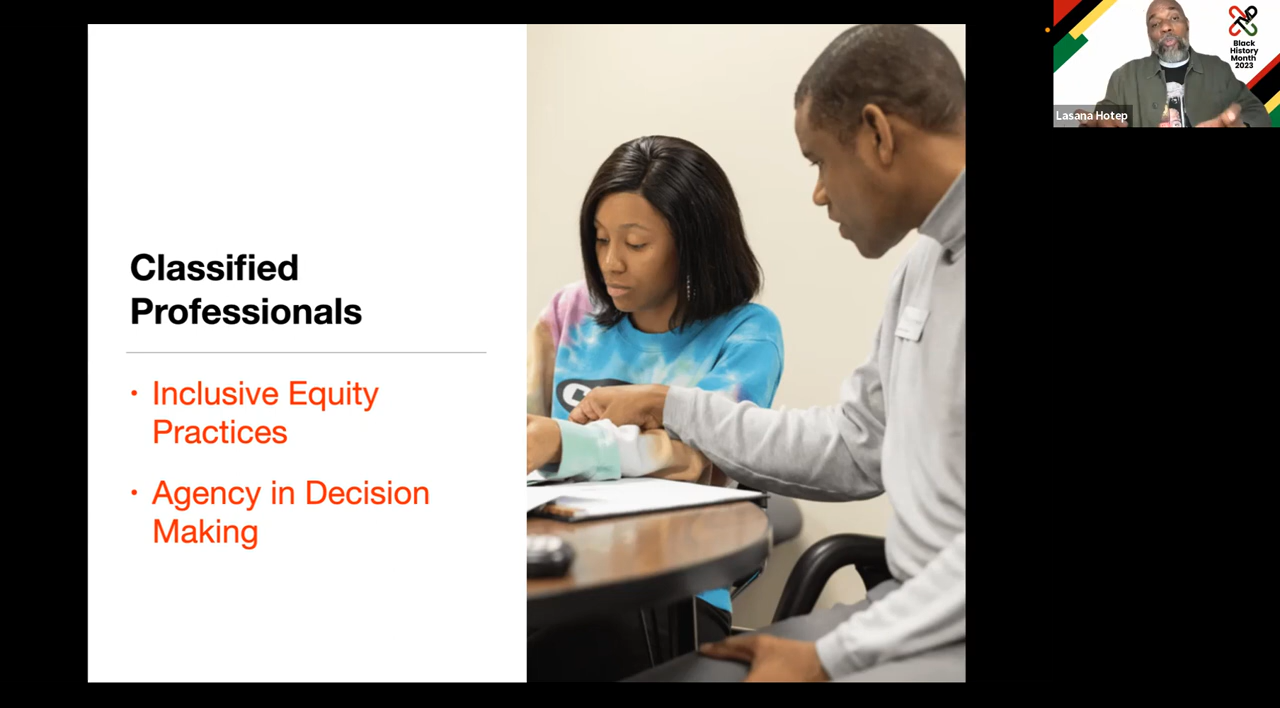 Classified
Professionals
• Inclusive Equity
Practices
• Agency in Decision
Making
Black
History
Month
2023
Lasana Hotep